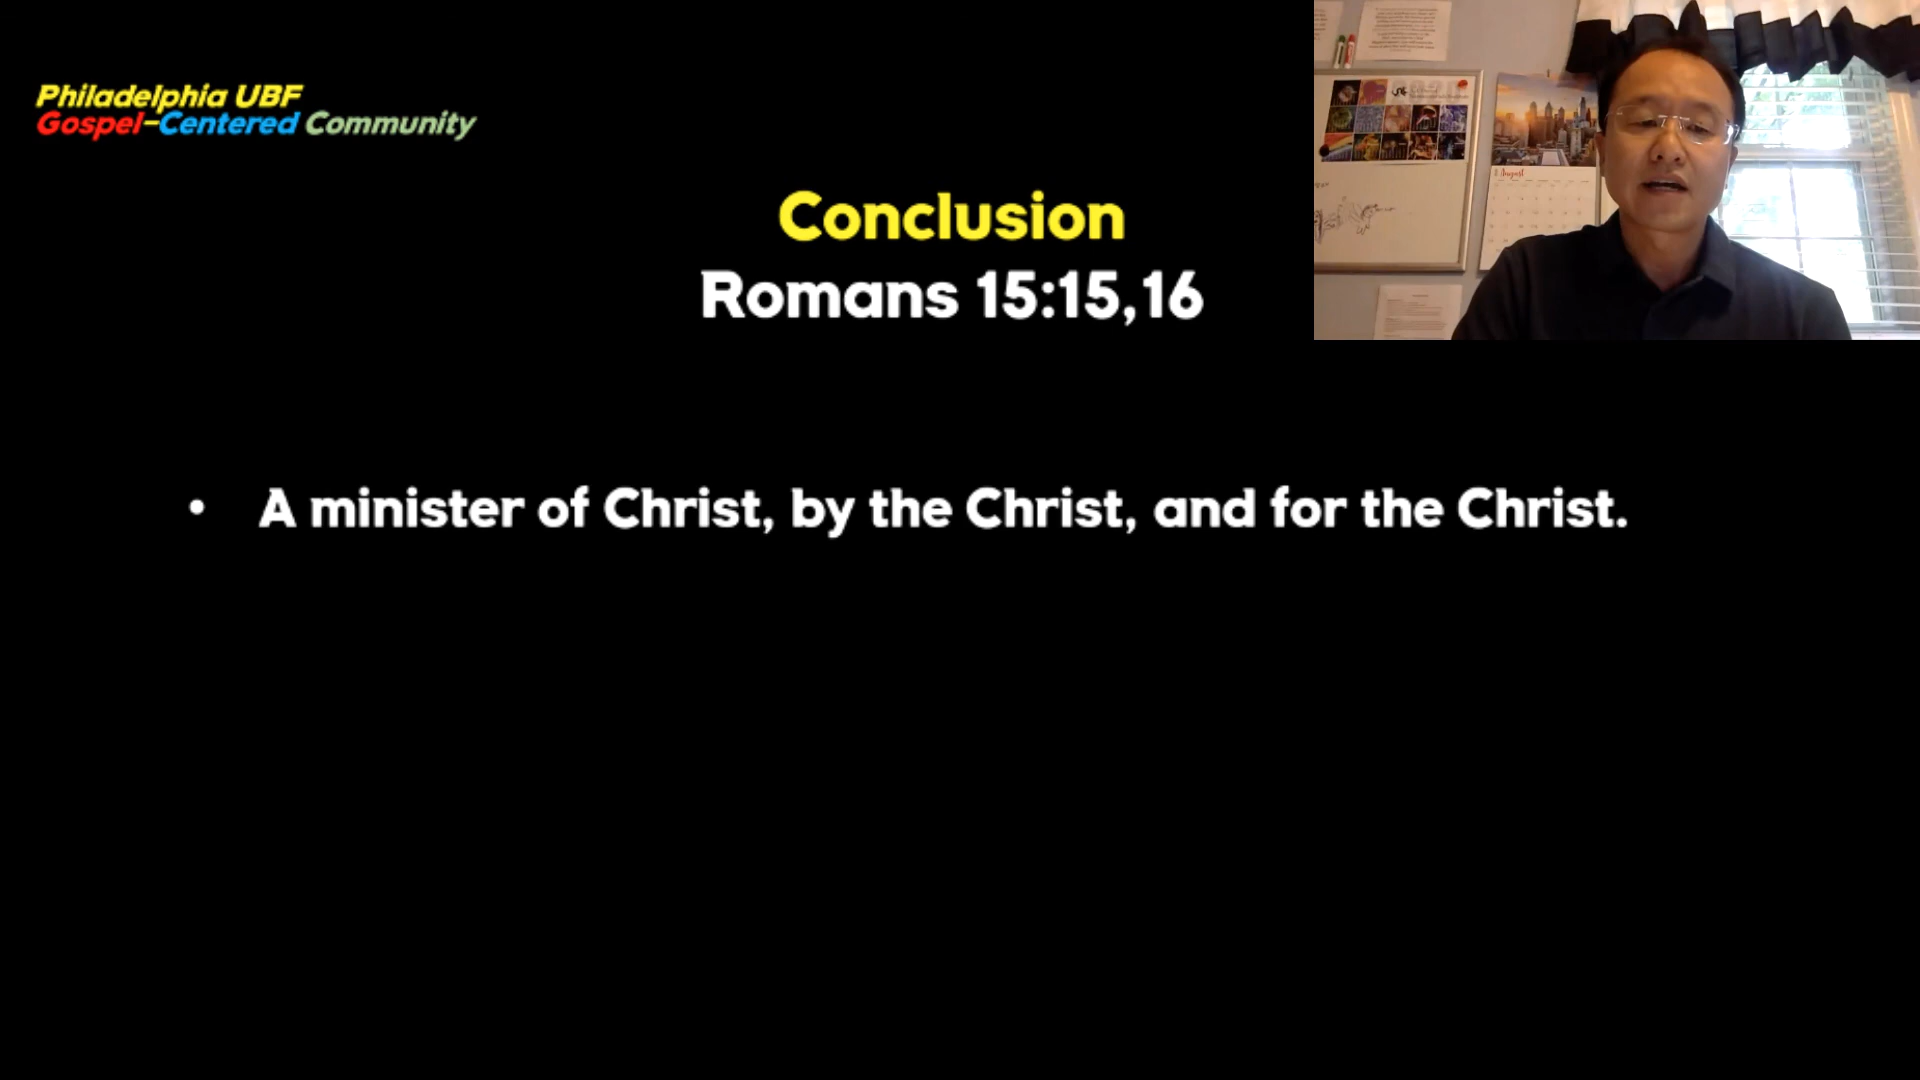 Philadelphia UBF
Gospel-Centered Community
Conclusion
Romans 15:15,16
• A minister of Christ, by the Christ, and for the Christ.
August